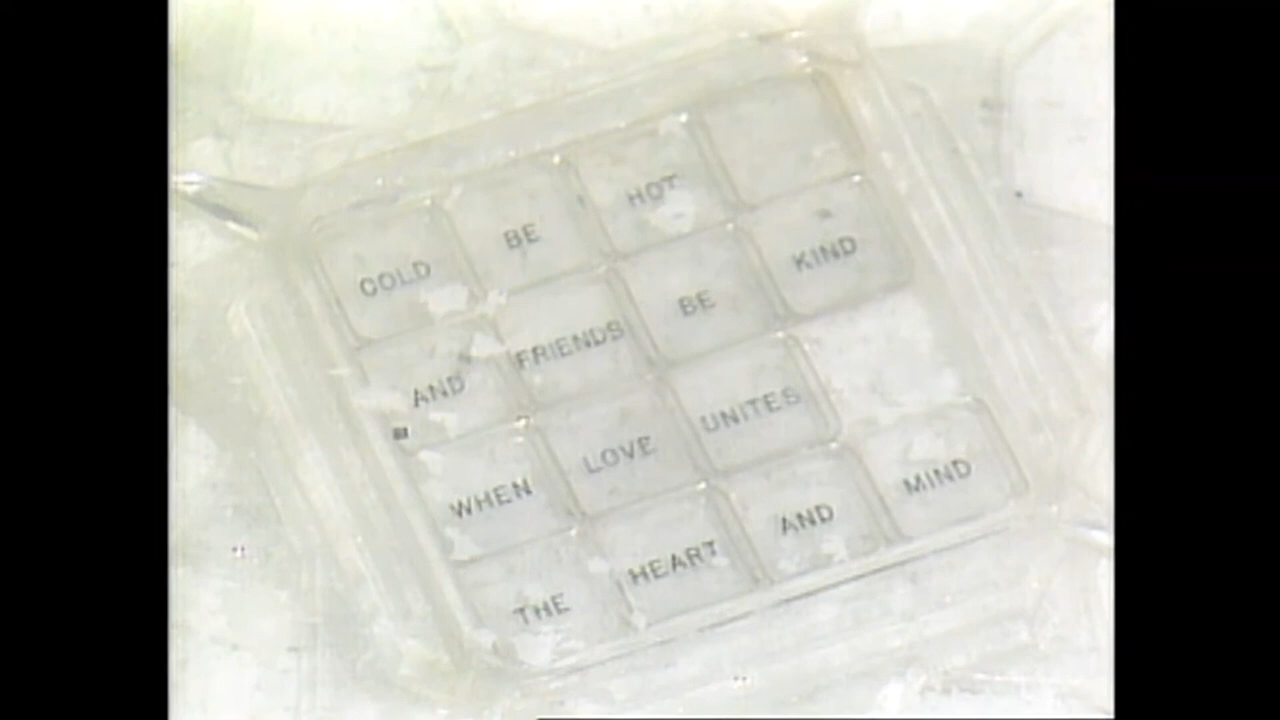 COLD BE HOT
AND FRIENDS BE KIND
WHEN LOVE UNITES
THE HEART AND MIND